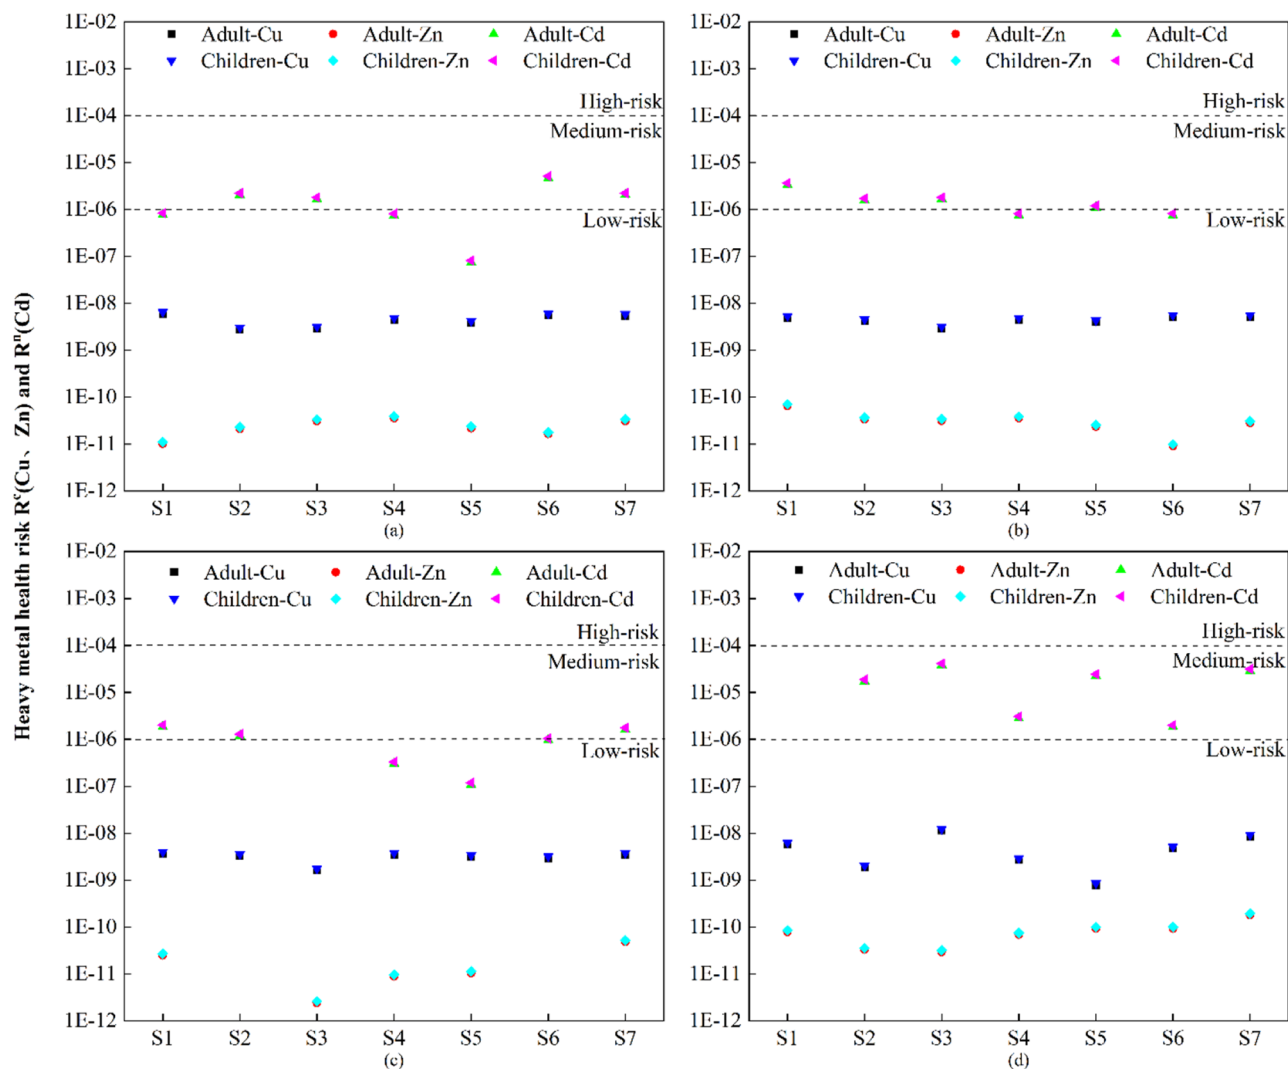 Heavy metal health risk Rᶜ(Cu、Zn) and Rⁿ(Cd)
1E-02
1E-03
1E-04
1E-05
1E-06
1E-07
1E-08
1E-09
1E-10
1E-11
1E-12
Adult-Cu Adult-Zn Adult-Cd
Children-Cu Children-Zn Children-Cd
High-risk
Medium-risk
Low-risk
S1 S2 S3 S4 S5 S6 S7
(a)
1E-02
1E-03
1E-04
1E-05
1E-06
1E-07
1E-08
1E-09
1E-10
1E-11
1E-12
Adult-Cu Adult-Zn Adult-Cd
Children-Cu Children-Zn Children-Cd
High-risk
Medium-risk
Low-risk
S1 S2 S3 S4 S5 S6 S7
(b)
1E-02
1E-03
1E-04
1E-05
1E-06
1E-07
1E-08
1E-09
1E-10
1E-11
1E-12
Adult-Cu Adult-Zn Adult-Cd
Children-Cu Children-Zn Children-Cd
High-risk
Medium-risk
Low-risk
S1 S2 S3 S4 S5 S6 S7
(c)
1E-02
1E-03
1E-04
1E-05
1E-06
1E-07
1E-08
1E-09
1E-10
1E-11
1E-12
Adult-Cu Adult-Zn Adult-Cd
Children-Cu Children-Zn Children-Cd
High-risk
Medium-risk
Low-risk
S1 S2 S3 S4 S5 S6 S7
(d)